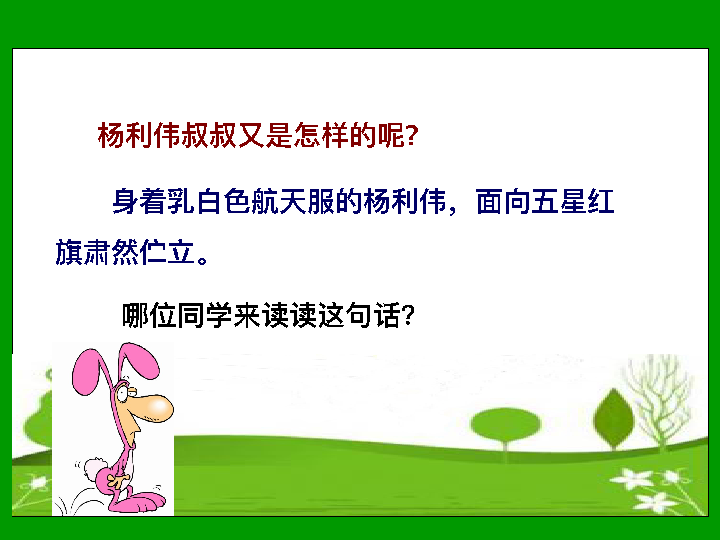 杨利伟叔叔又是怎样的呢？
身着乳白色航天服的杨利伟，面向五星红
旗肃然伫立。
哪位同学来读读这句话？